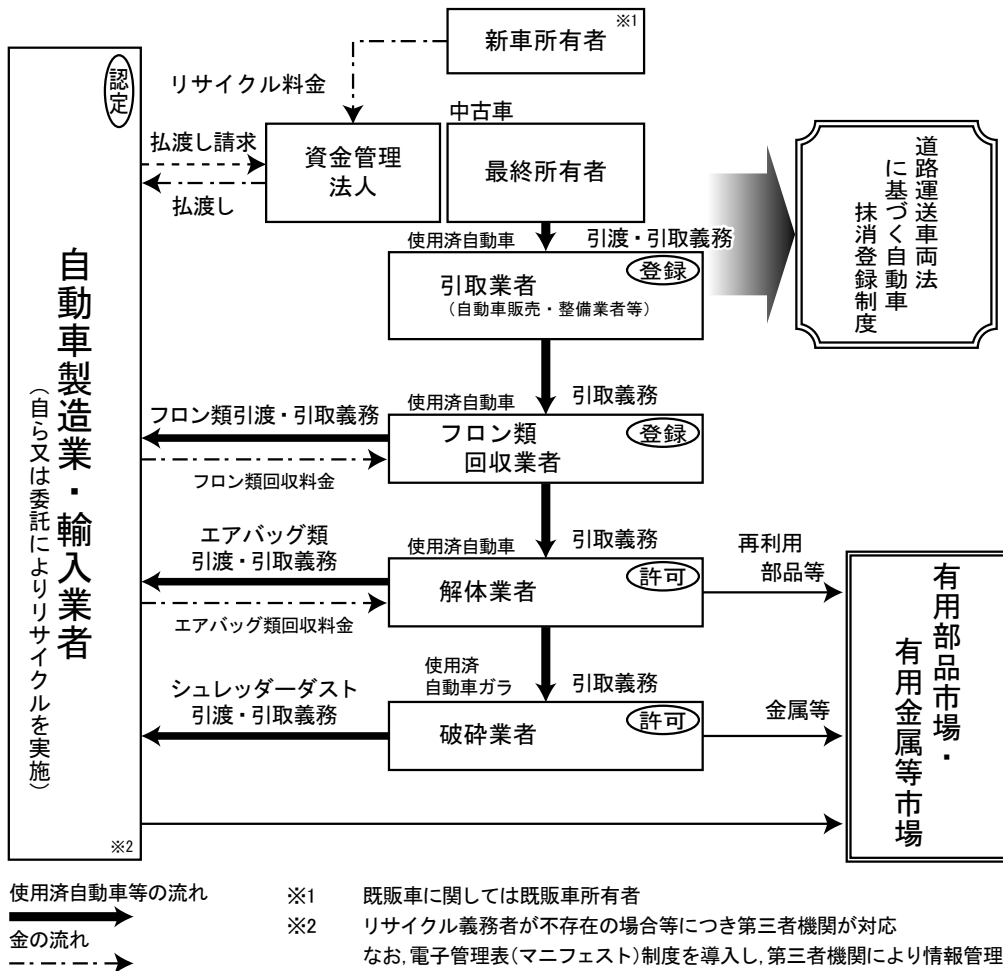 新車所有者
※1
認定
リサイクル料金
中古車
払渡し請求
資金管理
法人
払渡し
最終所有者
道路運送車両法
に基づく自動車
抹消登録制度
使用済自動車
引渡・引取義務
引取業者
登録
（自動車販売・整備業者等）
自動車製造業・輸入業者
（自ら又は委託によりリサイクルを実施）
使用済自動車
引取義務
フロン類引渡・引取義務
フロン類
回収業者
登録
フロン類回収料金
エアバッグ類
引渡・引取義務
使用済自動車
引取義務
再利用
部品等
解体業者
許可
エアバッグ類回収料金
有用部品市場・
有用金属等市場
使用済
自動車ガラ
引取義務
シュレッダーダスト
引渡・引取義務
金属等
破砕業者
許可
※2
使用済自動車等の流れ
金の流れ
※1 既販車に関しては既販車所有者
※2 リサイクル義務者が不存在の場合等につき第三者機関が対応
なお,電子管理表(マニフェスト)制度を導入し,第三者機関により情報管理